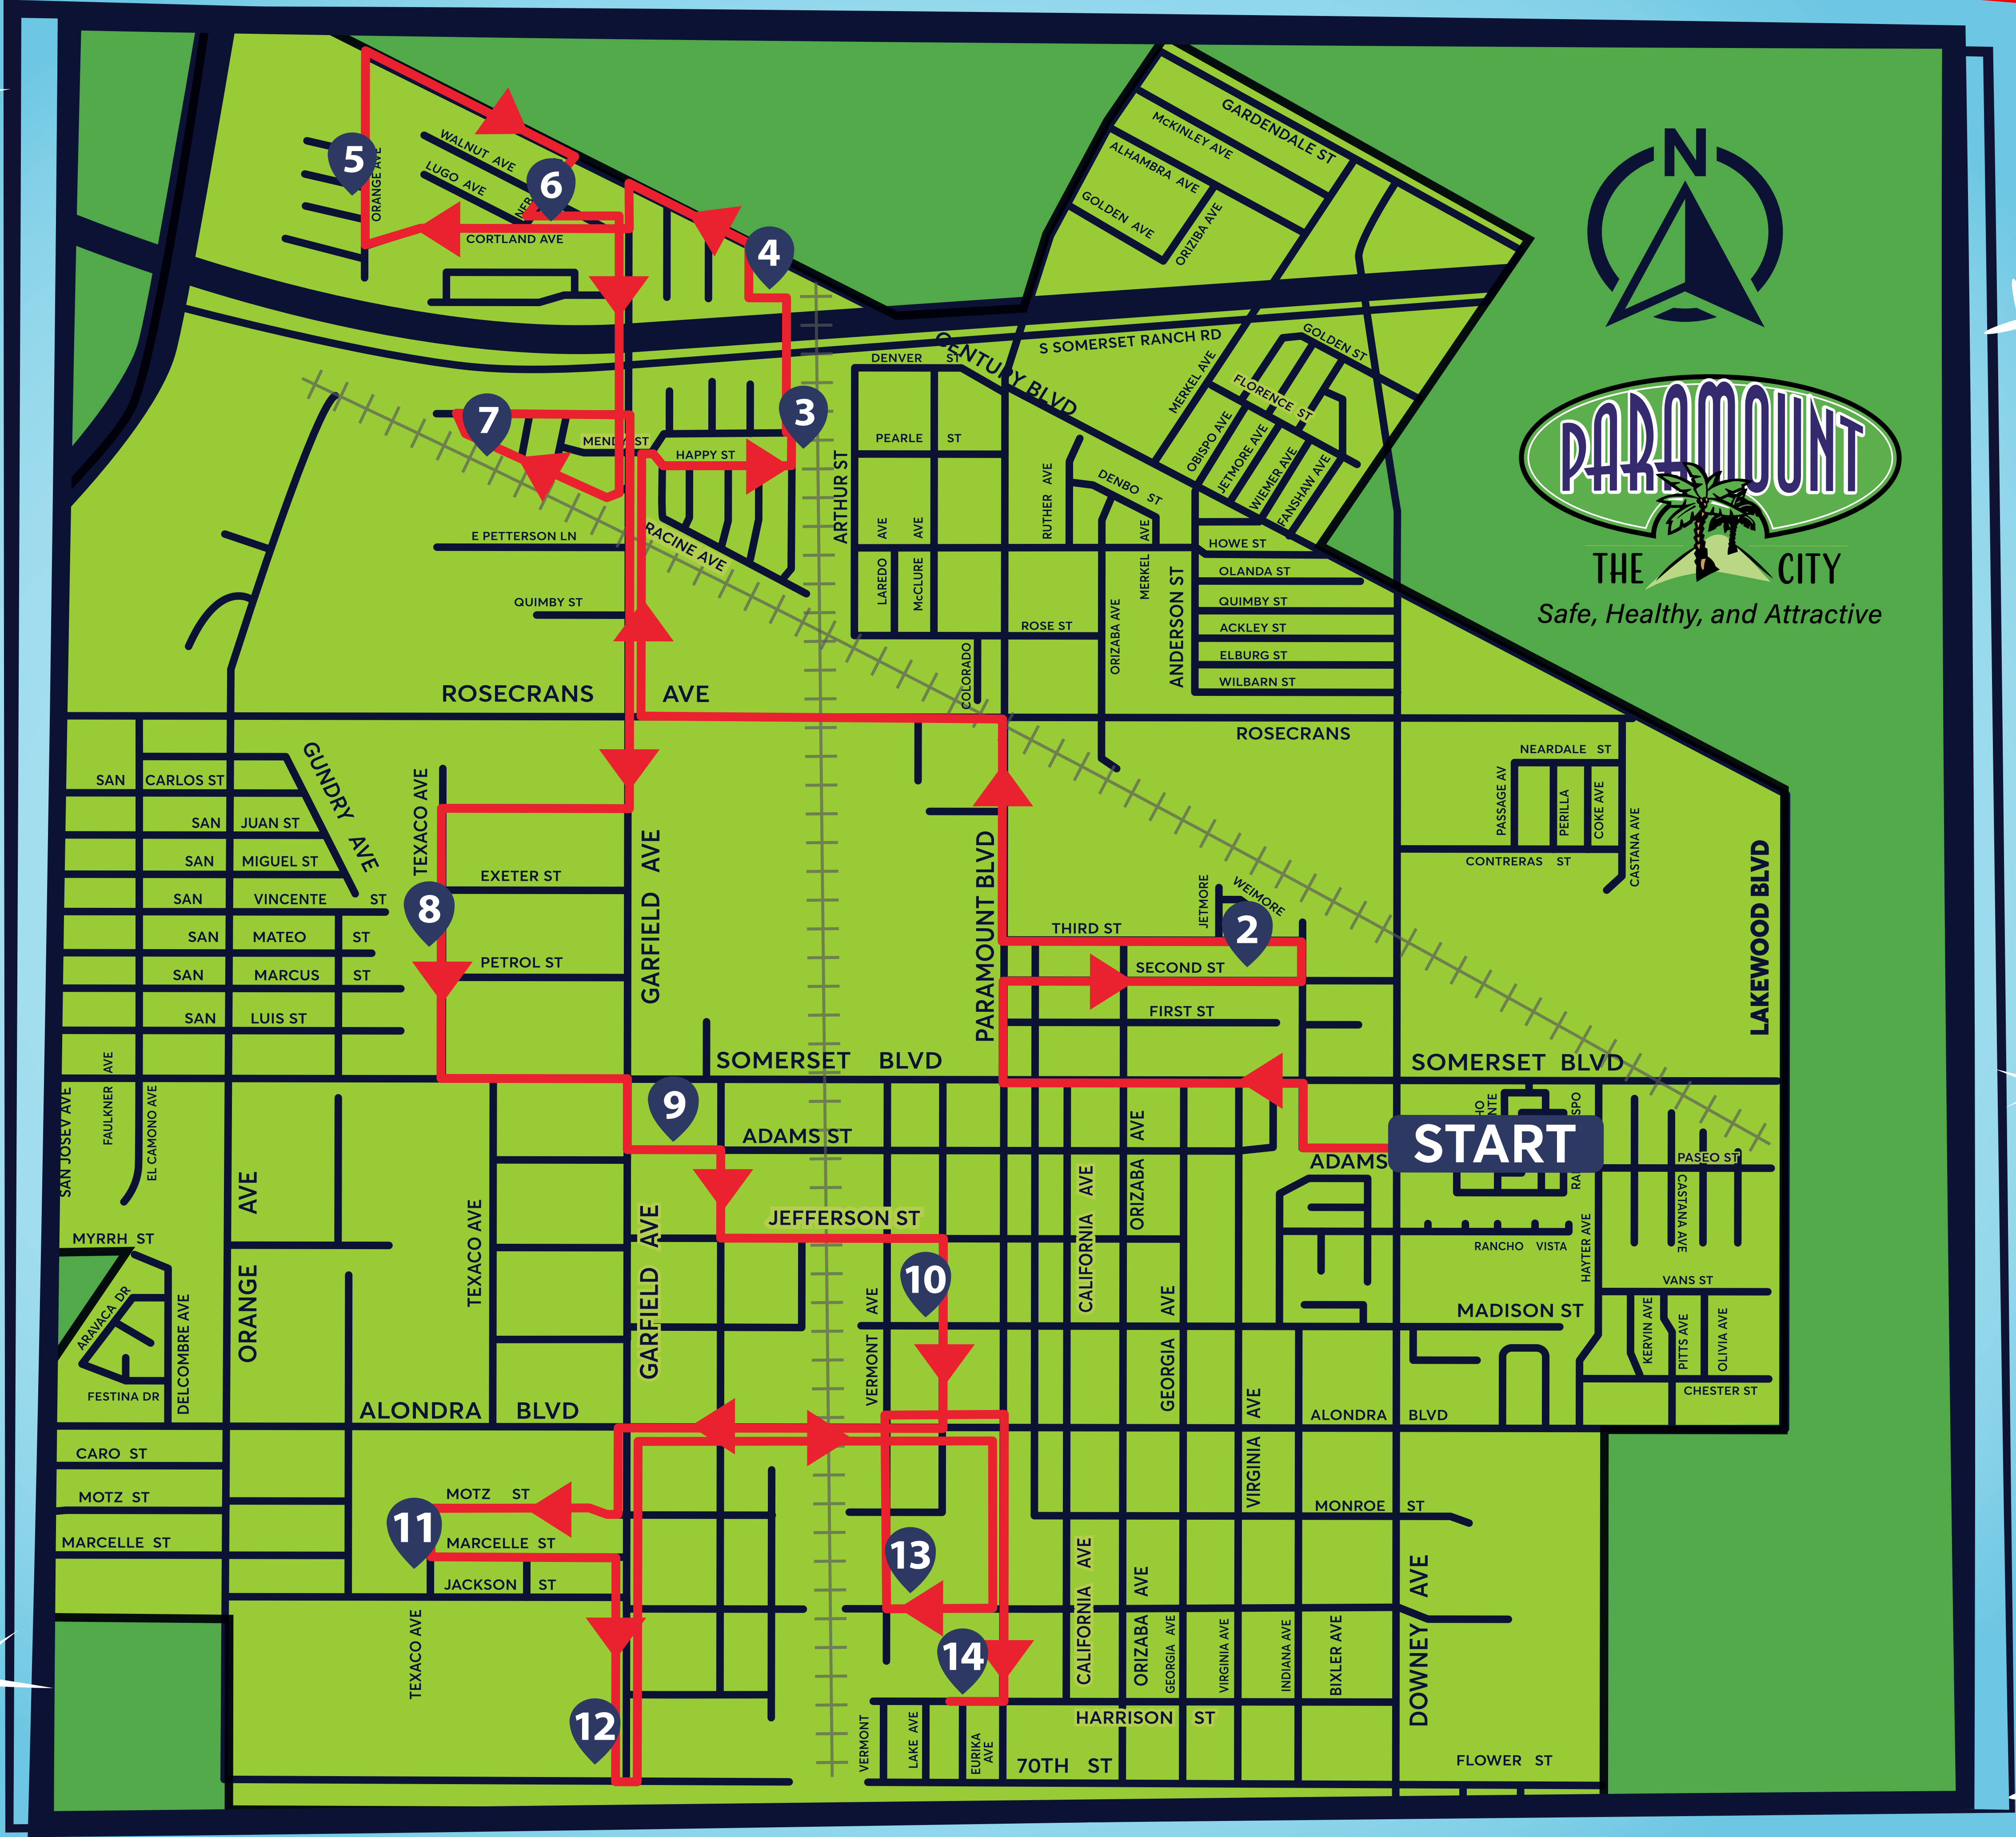 N
GARDENDALE ST
McKINLEY AVE
ALHAMBRA AVE
GOLDEN AVE
ORIZIBA AVE
5
ORANGE AVE
WALNUT AVE
LUGO AVE
6
CORTLAND AVE
4
PARAMOUNT
THE CITY
Safe, Healthy, and Attractive
S SOMERSET RANCH RD
CENTURY BLVD
DENVER ST
GOLDEN ST
MERKEL AVE
FLORENCE ST
OBISPO AVE
JETMORE AVE
WIEMER AVE
FANSHAW AVE
7
MENDY ST
HAPPY ST
3
PEARLE ST
ARTHUR ST
RUTHER AVE
DENBO ST
MERKEL AVE
E PETTERSON LN
RACINE AVE
LAREDO AVE
McCLURE AVE
HOWE ST
OLANDA ST
QUIMBY ST
QUIMBY ST
ACKLEY ST
ELBURG ST
WILBARN ST
ROSE ST
ORIZABA AVE
ANDERSON ST
COLORADO
ROSECRANS AVE
ROSECRANS
NEARDALE ST
PASSAGE AV
PERILLA
COKE AVE
CASTANA AVE
CONTRERAS ST
LAKEWOOD BLVD
GUNDRY AVE
SAN CARLOS ST
SAN JUAN ST
SAN MIGUEL ST
SAN VINCENTE ST
SAN MATEO ST
SAN MARCUS ST
SAN LUIS ST
TEXACO AVE
8
EXETER ST
PETROL ST
GARFIELD AVE
PARAMOUNT BLVD
JETMORE
WEIMORE
2
THIRD ST
SECOND ST
FIRST ST
SOMERSET BLVD
SOMERSET BLVD
SAN JOSEV AVE
FAULKNER AVE
EL CAMONO AVE
9
ADAMS ST
ADAMS
START
PASEO ST
CASTANA AVE
RANCHO VISTA
HAYTER AVE
VANS ST
KERVIN AVE
PITTS AVE
OLIVIA AVE
CHESTER ST
MYRRH ST
ARAVACA DR
FESTINA DR
DELCOMBRE AVE
ORANGE AVE
TEXACO AVE
GARFIELD AVE
JEFFERSON ST
10
VERMONT AVE
CALIFORNIA AVE
ORIZABA AVE
GEORGIA AVE
VIRGINIA AVE
MADISON ST
ALONDRA BLVD
ALONDRA BLVD
CARO ST
MOTZ ST
MARCELLE ST
MOTZ ST
11
MARCELLE ST
JACKSON ST
TEXACO AVE
12
13
14
MONROE ST
CALIFORNIA AVE
ORIZABA AVE
GEORGIA AVE
VIRGINIA AVE
INDIANA AVE
BIXLER AVE
DOWNEY AVE
HARRISON ST
VERMONT
LAKE AVE
EURIKA AVE
70TH ST
FLOWER ST